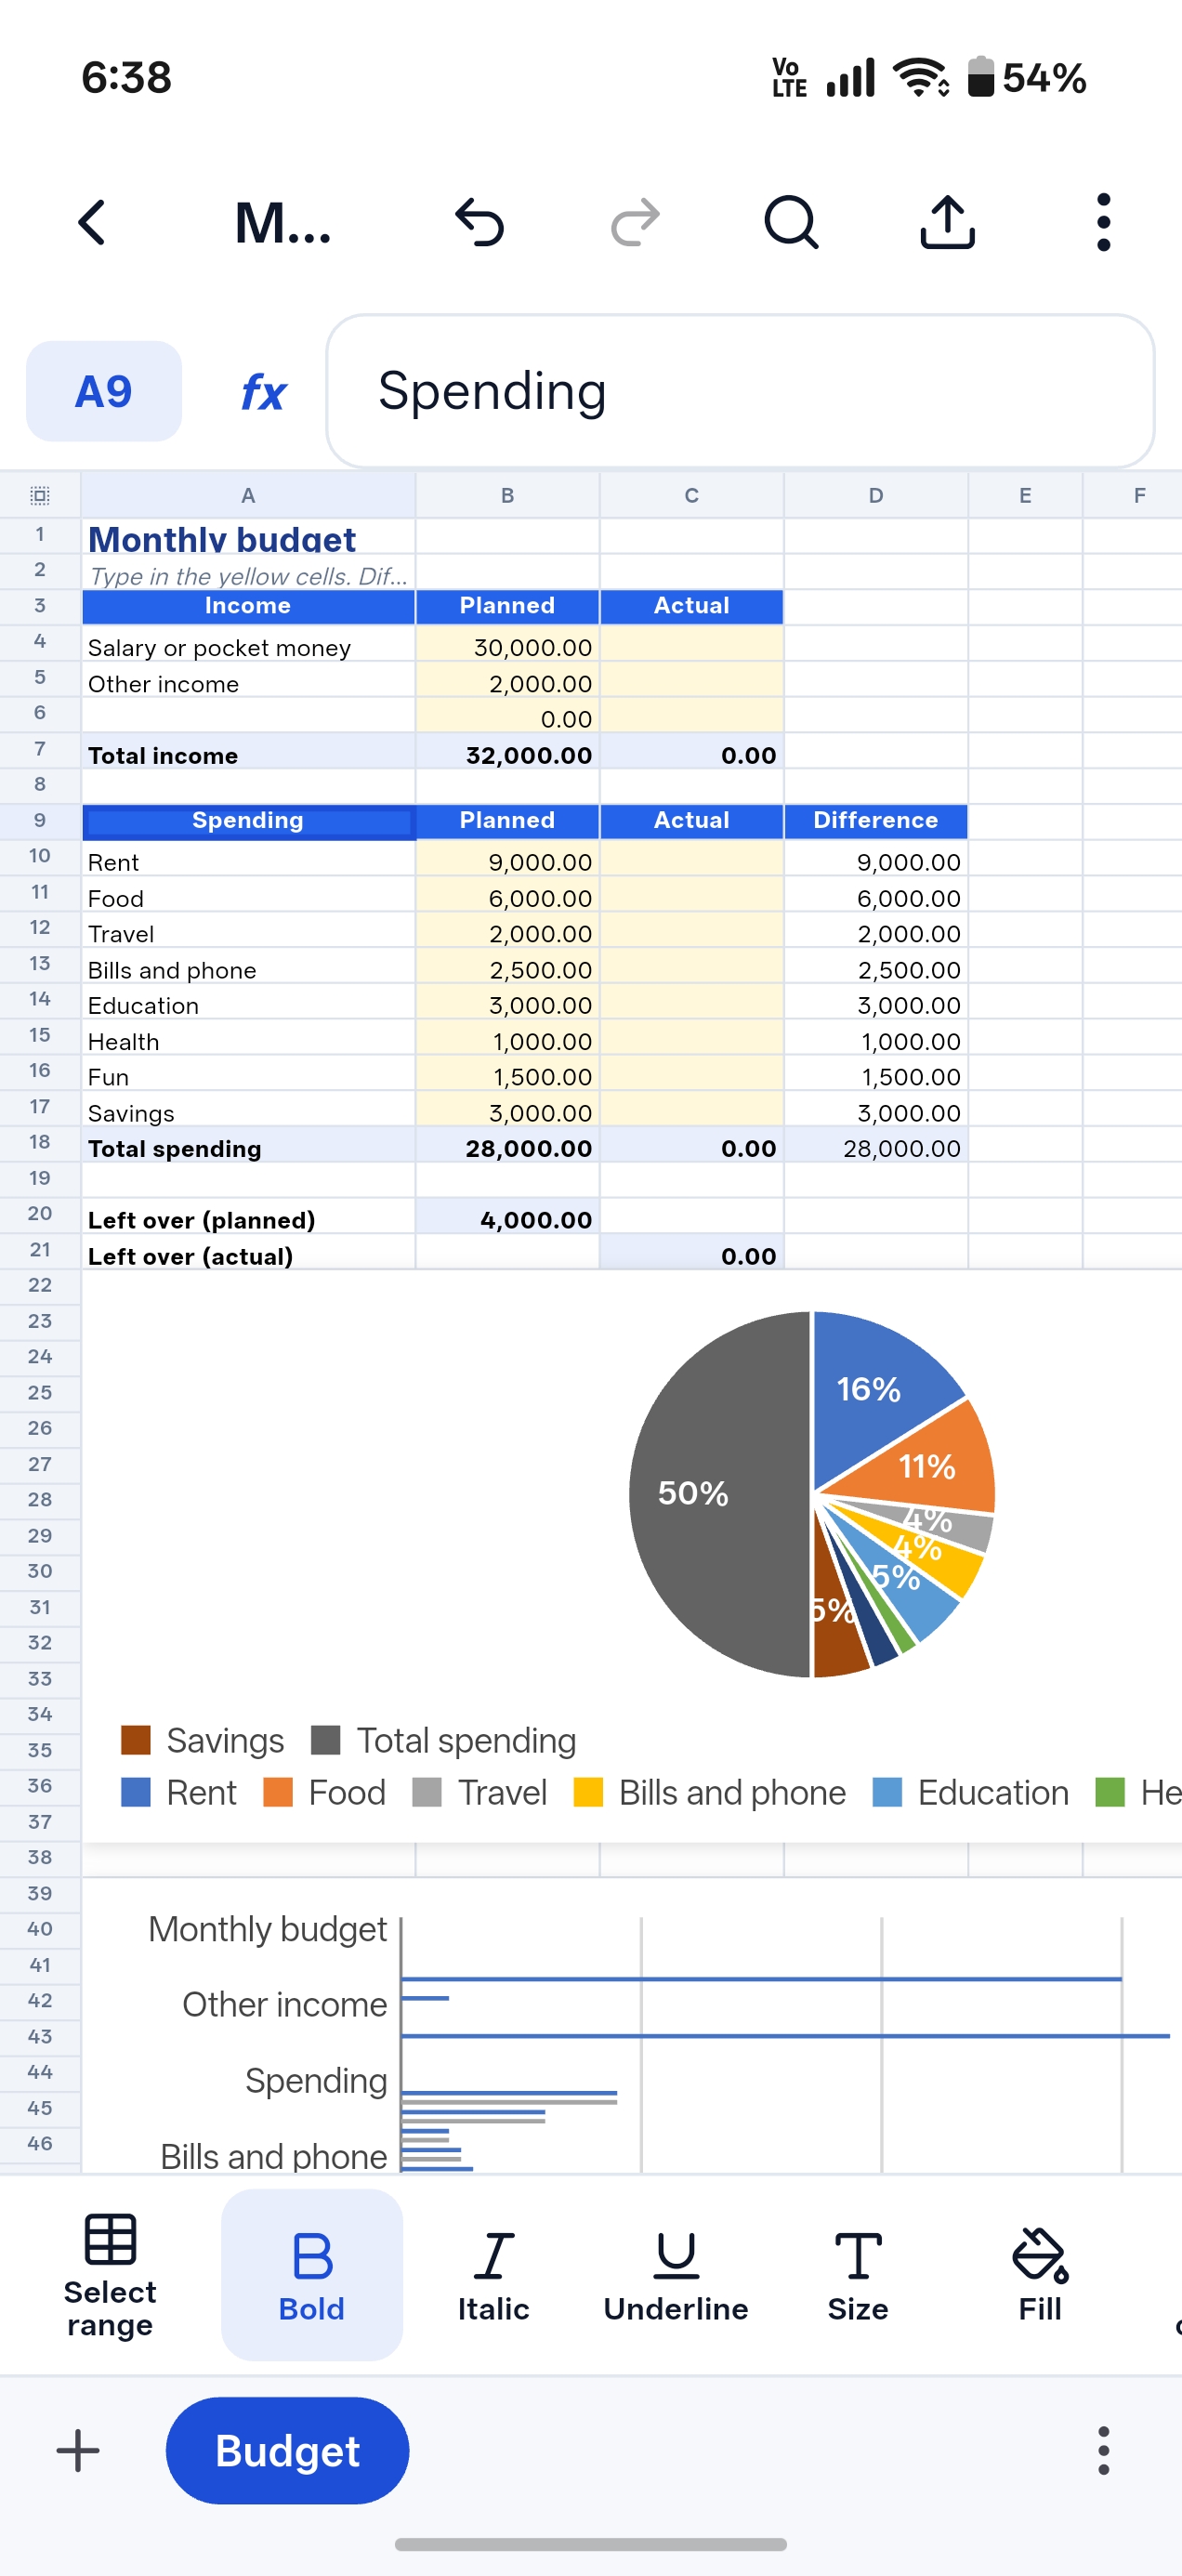 6:38 Vo LTE 54%
M...
A9 fx Spending
A B C D E F
1 Monthly budget
2 Type in the yellow cells. Dif...
3 Income Planned Actual
4 Salary or pocket money 30,000.00
5 Other income 2,000.00
6 0.00
7 Total income 32,000.00 0.00
8
9 Spending Planned Actual Difference
10 Rent 9,000.00 9,000.00
11 Food 6,000.00 6,000.00
12 Travel 2,000.00 2,000.00
13 Bills and phone 2,500.00 2,500.00
14 Education 3,000.00 3,000.00
15 Health 1,000.00 1,000.00
16 Fun 1,500.00 1,500.00
17 Savings 3,000.00 3,000.00
18 Total spending 28,000.00 0.00 28,000.00
19
20 Left over (planned) 4,000.00
21 Left over (actual) 0.00
22
23
24
25 16%
26
27 11%
28 50%
29 4%
30 4%
31 5%
32 5%
33
34
35 Savings Total spending
36 Rent Food Travel Bills and phone Education He
37
38
39
40 Monthly budget
41
42 Other income
43
44 Spending
45
46 Bills and phone
Select range
Bold Italic Underline Size Fill
Budget